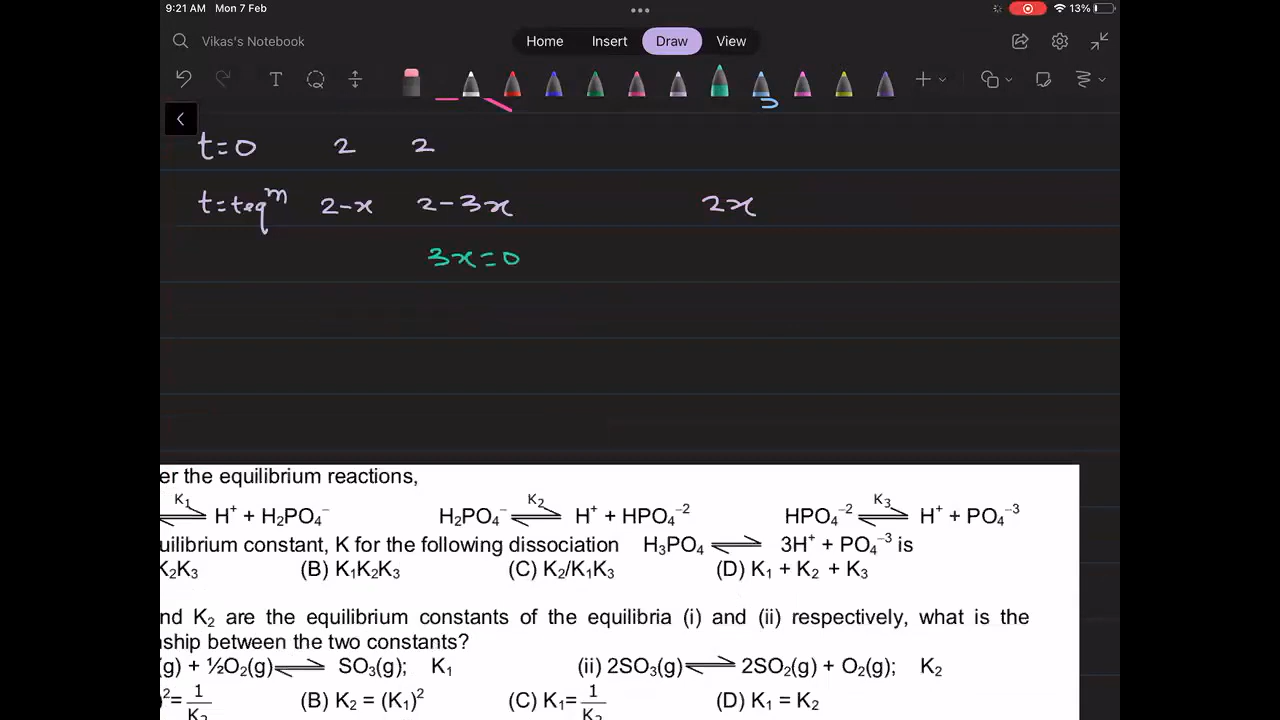 9:21 AM Mon 7 Feb
13%
Vikas's Notebook
Home Insert Draw View
t=0 2 2
t=teqᵐ 2-x 2-3x 2x
3x=0
er the equilibrium reactions,
K₁ ⇌ H⁺ + H₂PO₄⁻ H₂PO₄⁻ K₂ ⇌ H⁺ + HPO₄⁻² HPO₄⁻² K₃ ⇌ H⁺ + PO₄⁻³
uilibrium constant, K for the following dissociation H₃PO₄ ⇌ 3H⁺ + PO₄⁻³ is
K₂K₃ (B) K₁K₂K₃ (C) K₂/K₁K₃ (D) K₁ + K₂ + K₃
nd K₂ are the equilibrium constants of the equilibria (i) and (ii) respectively, what is the
nship between the two constants?
(g) + ½O₂(g) ⇌ SO₃(g); K₁ (ii) 2SO₃(g) ⇌ 2SO₂(g) + O₂(g); K₂
)²= 1/K₂ (B) K₂ = (K₁)² (C) K₁= 1/K₂ (D) K₁ = K₂